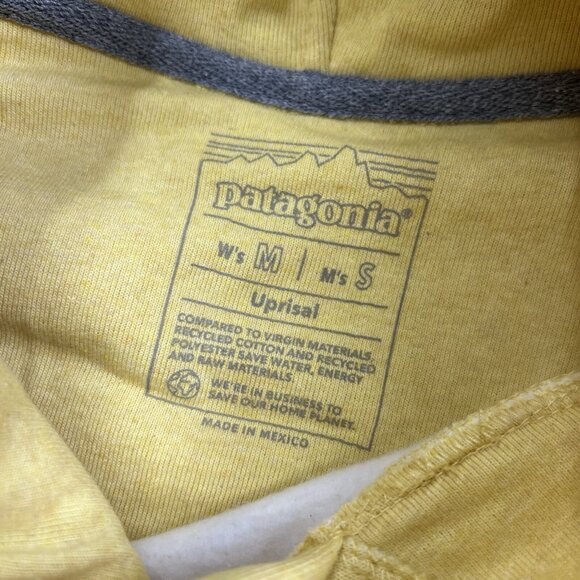 patagonia®
W's M | M's S
Uprisal
COMPARED TO VIRGIN MATERIALS,
RECYCLED COTTON AND RECYCLED
POLYESTER SAVE WATER, ENERGY
AND RAW MATERIALS.
WE'RE IN BUSINESS TO
SAVE OUR HOME PLANET.
MADE IN MEXICO